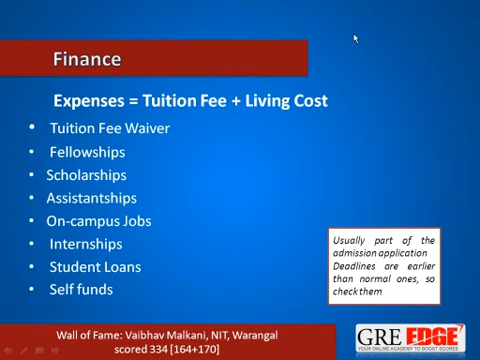 Finance
Expenses = Tuition Fee + Living Cost
• Tuition Fee Waiver
• Fellowships
• Scholarships
• Assistantships
• On-campus Jobs
• Internships
• Student Loans
• Self funds
Usually part of the
admission application
Deadlines are earlier
than normal ones, so
check them
Wall of Fame: Vaibhav Malkani, NIT, Warangal
scored 334 [164+170]
GRE EDGE
YOUR ONLINE ACADEMY TO BOOST SCORES